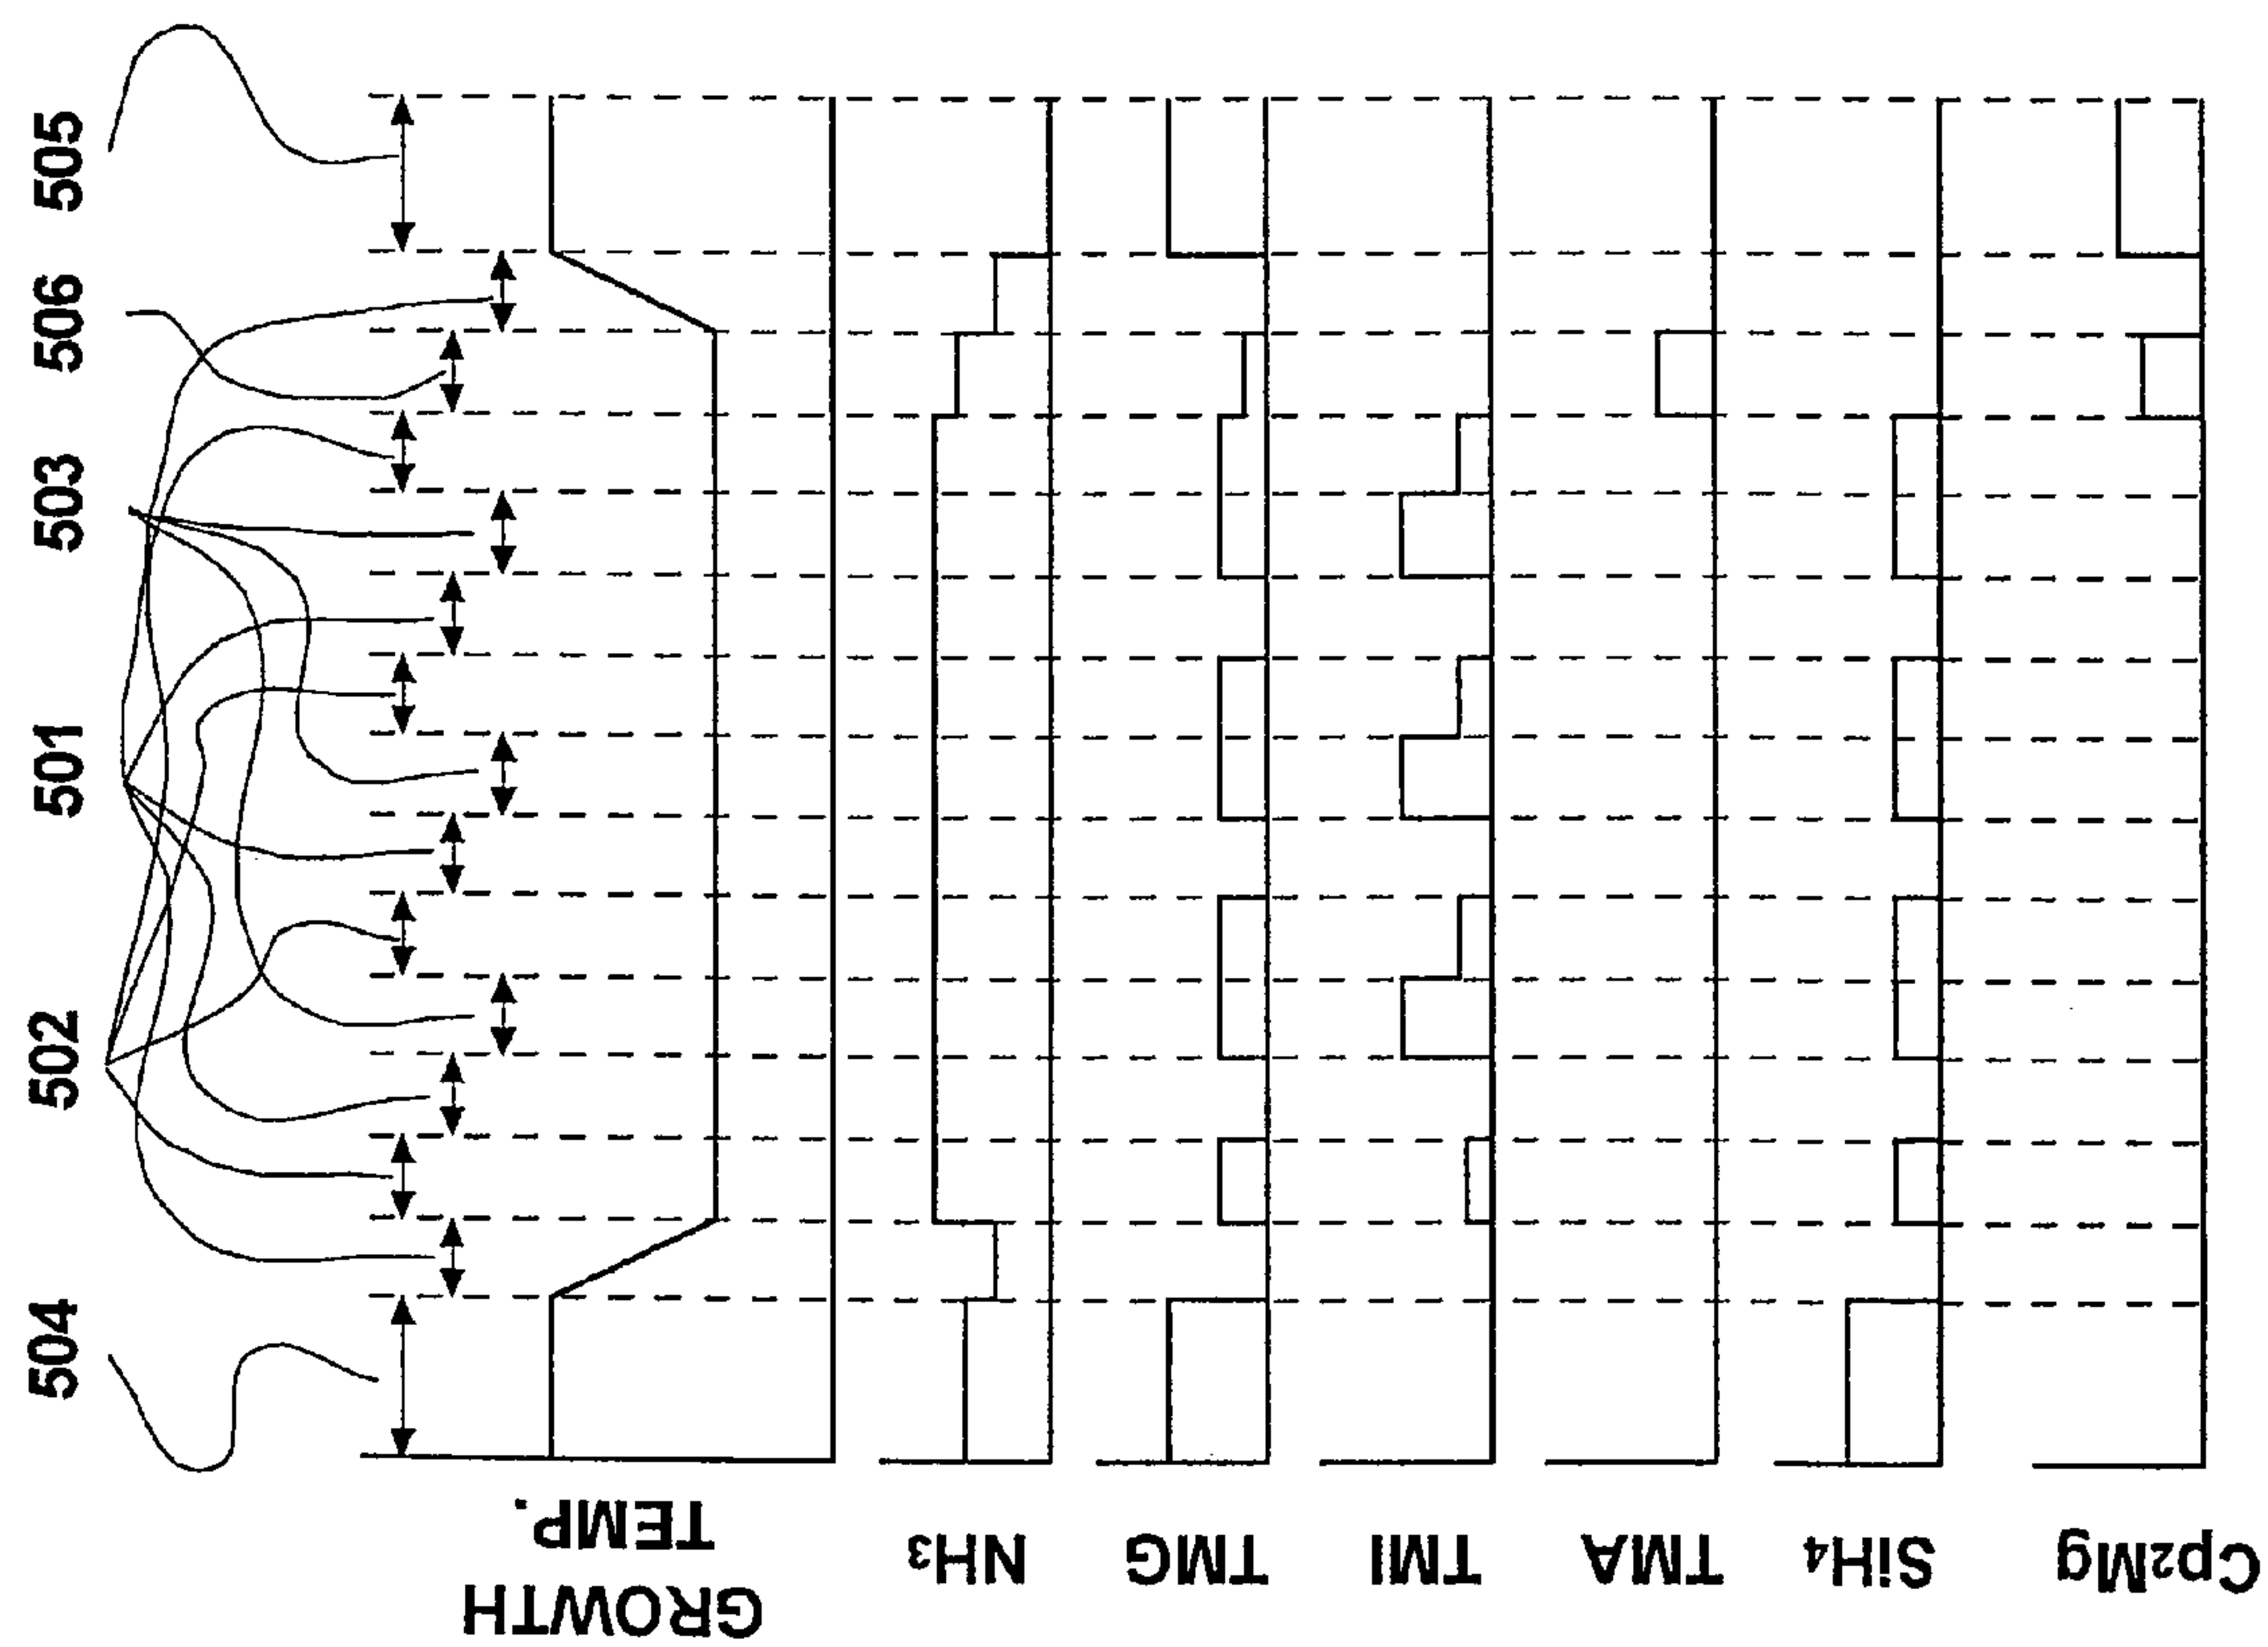 504 502 501 503 506 505
GROWTH
TEMP.
NH3
TMG
TMI
TMA
SiH4
Cp2Mg